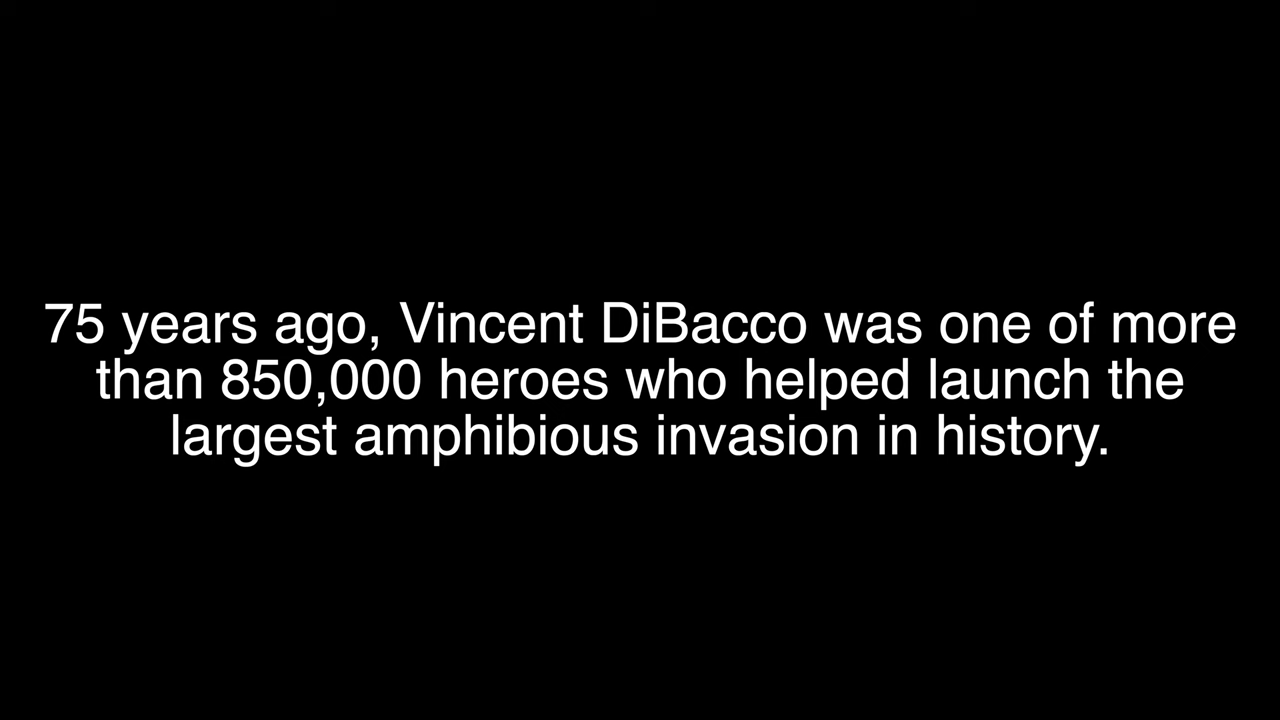 75 years ago, Vincent DiBacco was one of more
than 850,000 heroes who helped launch the
largest amphibious invasion in history.